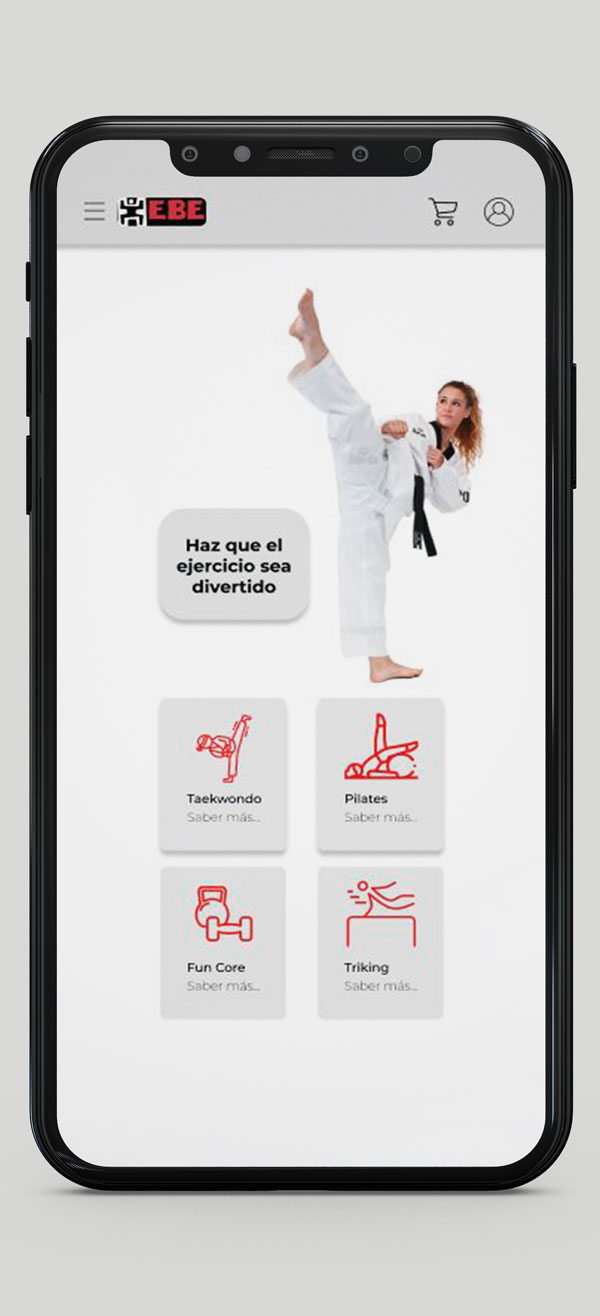 EBE
Haz que el
ejercicio sea
divertido
Taekwondo
Saber más...
Pilates
Saber más...
Fun Core
Saber más...
Triking
Saber más...